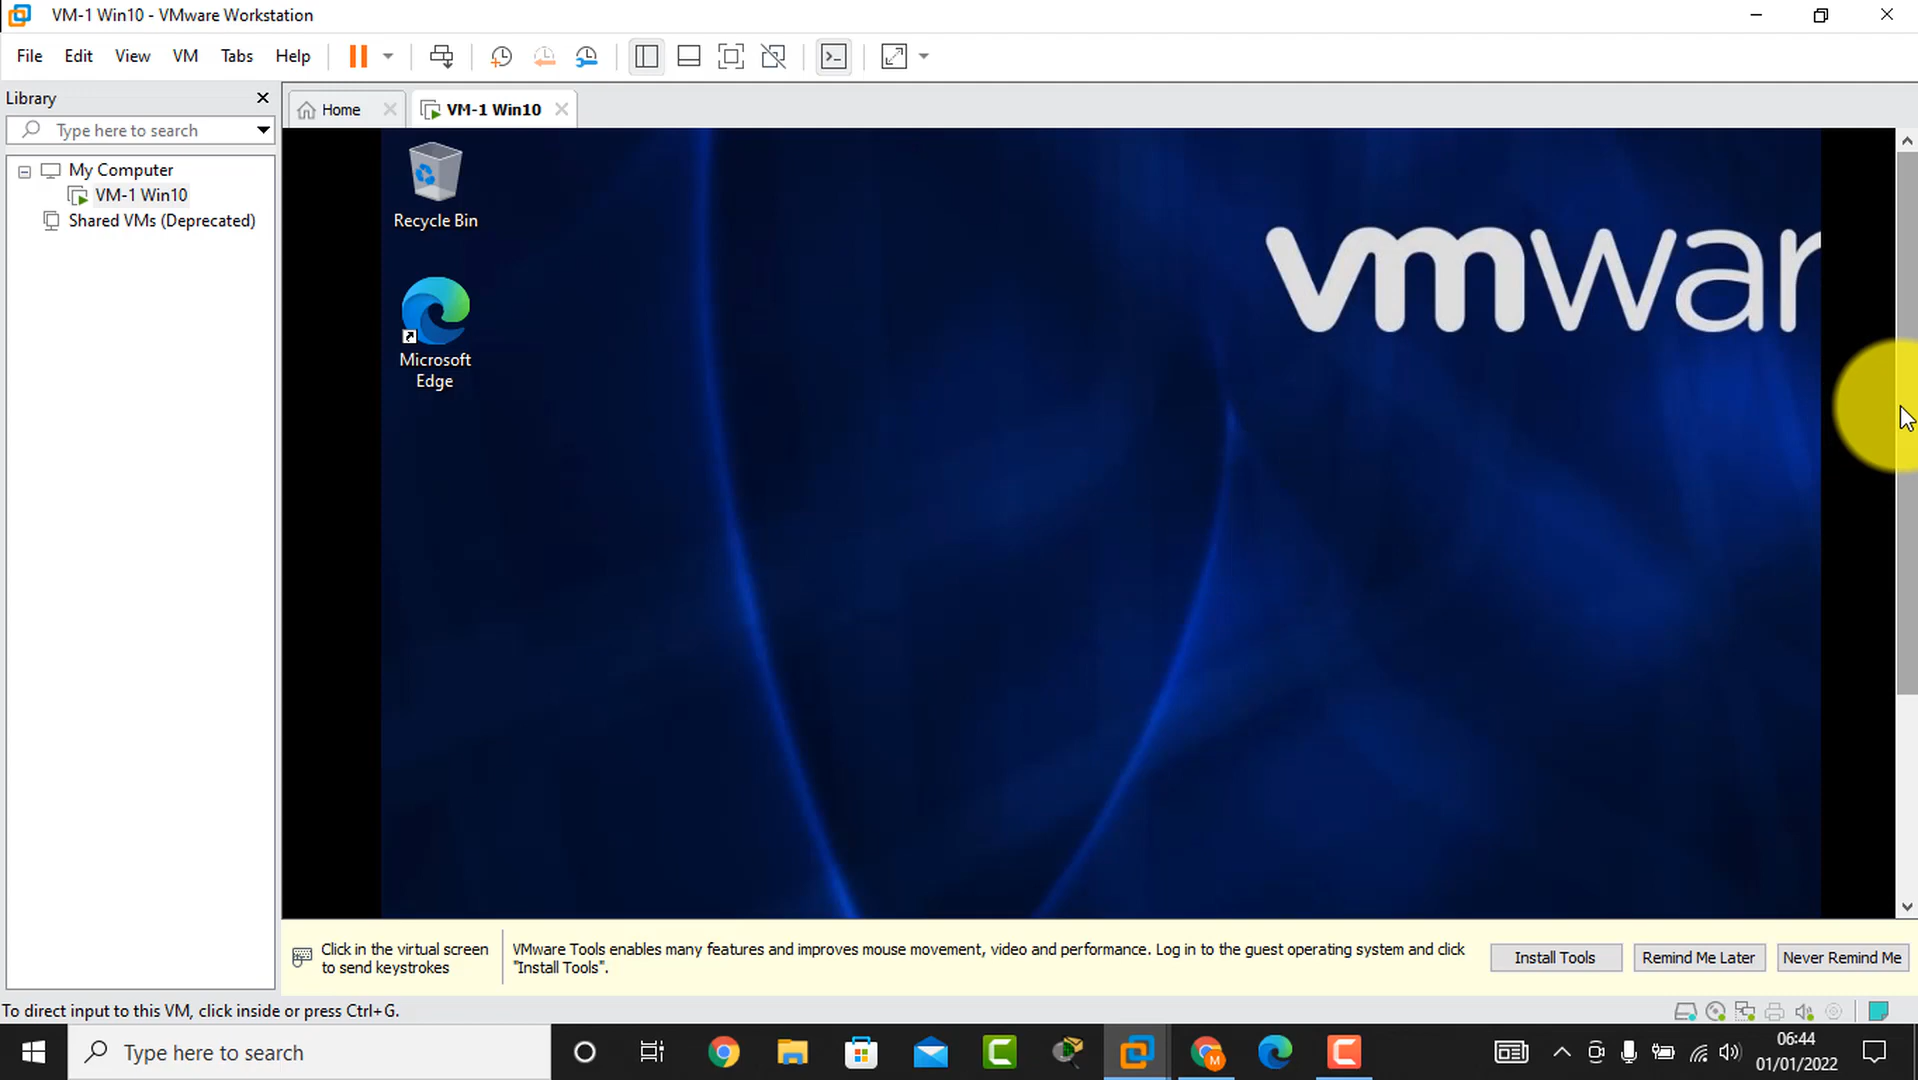 VM-1 Win10 - VMware Workstation
File Edit View VM Tabs Help
Library
Type here to search
My Computer
VM-1 Win10
Shared VMs (Deprecated)
Home
VM-1 Win10
Recycle Bin
Microsoft
Edge
vmwar
Click in the virtual screen
to send keystrokes
VMware Tools enables many features and improves mouse movement, video and performance. Log in to the guest operating system and click
"Install Tools".
Install Tools
Remind Me Later
Never Remind Me
To direct input to this VM, click inside or press Ctrl+G.
Type here to search
M
06:44
01/01/2022